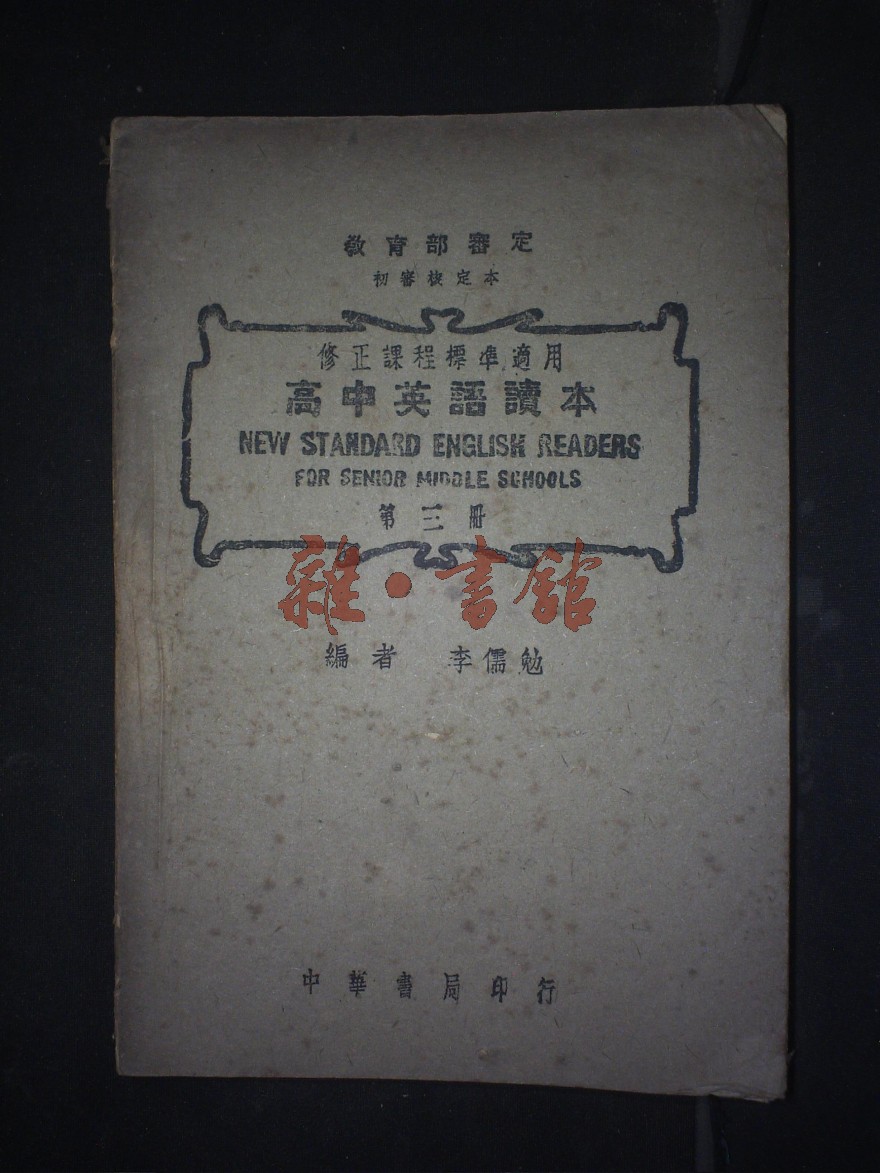 教育部審定
初審核定本
修正課程標準適用
高中英語讀本
NEW STANDARD ENGLISH READERS
FOR SENIOR MIDDLE SCHOOLS
第三冊
雜·書館
編者 李儒勉
中華書局印行